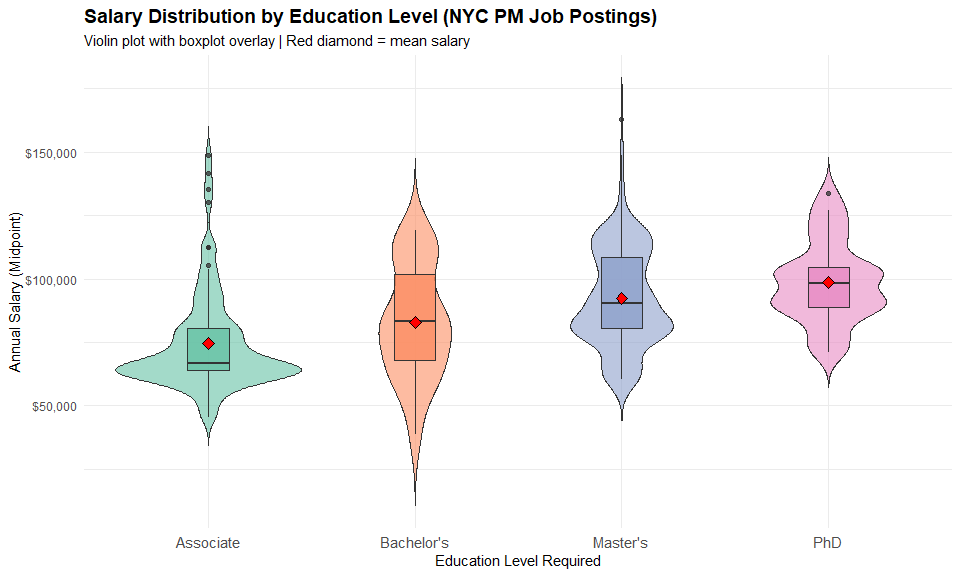 Salary Distribution by Education Level (NYC PM Job Postings)
Violin plot with boxplot overlay | Red diamond = mean salary
Annual Salary (Midpoint)
$150,000
$100,000
$50,000
Associate
Bachelor's
Master's
PhD
Education Level Required